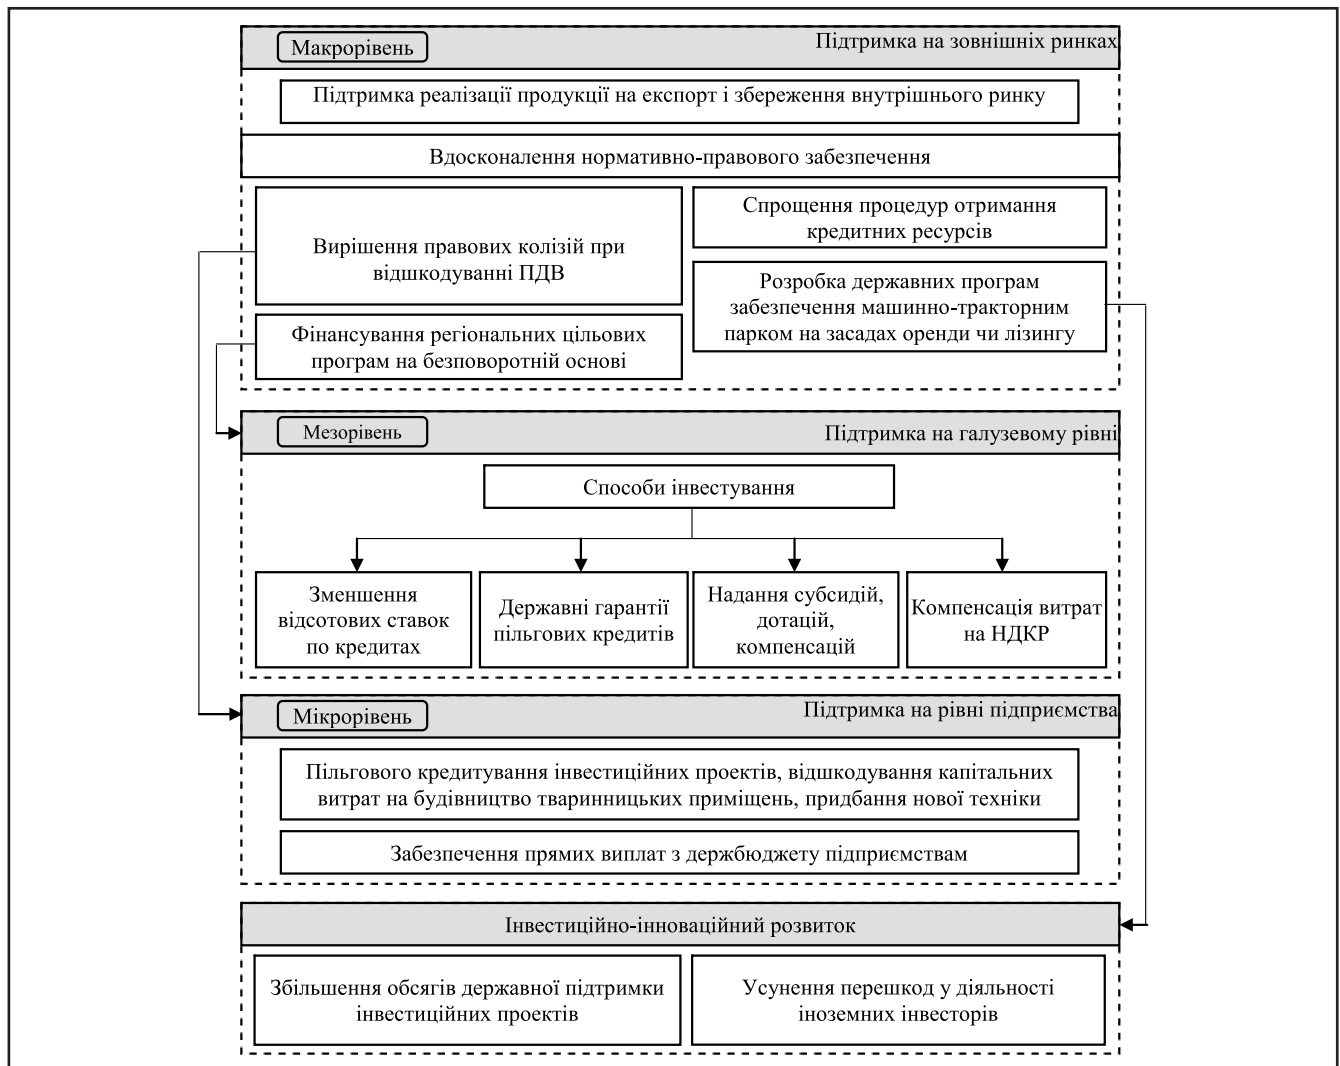 Макрорівень
Підтримка на зовнішніх ринках
Підтримка реалізації продукції на експорт і збереження внутрішнього ринку
Вдосконалення нормативно-правового забезпечення
Вирішення правових колізій при
відшкодуванні ПДВ
Спрощення процедур отримання
кредитних ресурсів
Розробка державних програм
забезпечення машинно-тракторним
парком на засадах оренди чи лізингу
Фінансування регіональних цільових
програм на безповоротній основі
Мезорівень
Підтримка на галузевому рівні
Способи інвестування
Зменшення
відсотових ставок
по кредитах
Державні гарантії
пільгових кредитів
Надання субсидій,
дотацій,
компенсацій
Компенсація витрат
на НДКР
Мікрорівень
Підтримка на рівні підприємства
Пільгового кредитування інвестиційних проектів, відшкодування капітальних
витрат на будівництво тваринницьких приміщень, придбання нової техніки
Забезпечення прямих виплат з держбюджету підприємствам
Інвестиційно-інноваційний розвиток
Збільшення обсягів державної підтримки
інвестиційних проектів
Усунення перешкод у діяльності
іноземних інвесторів